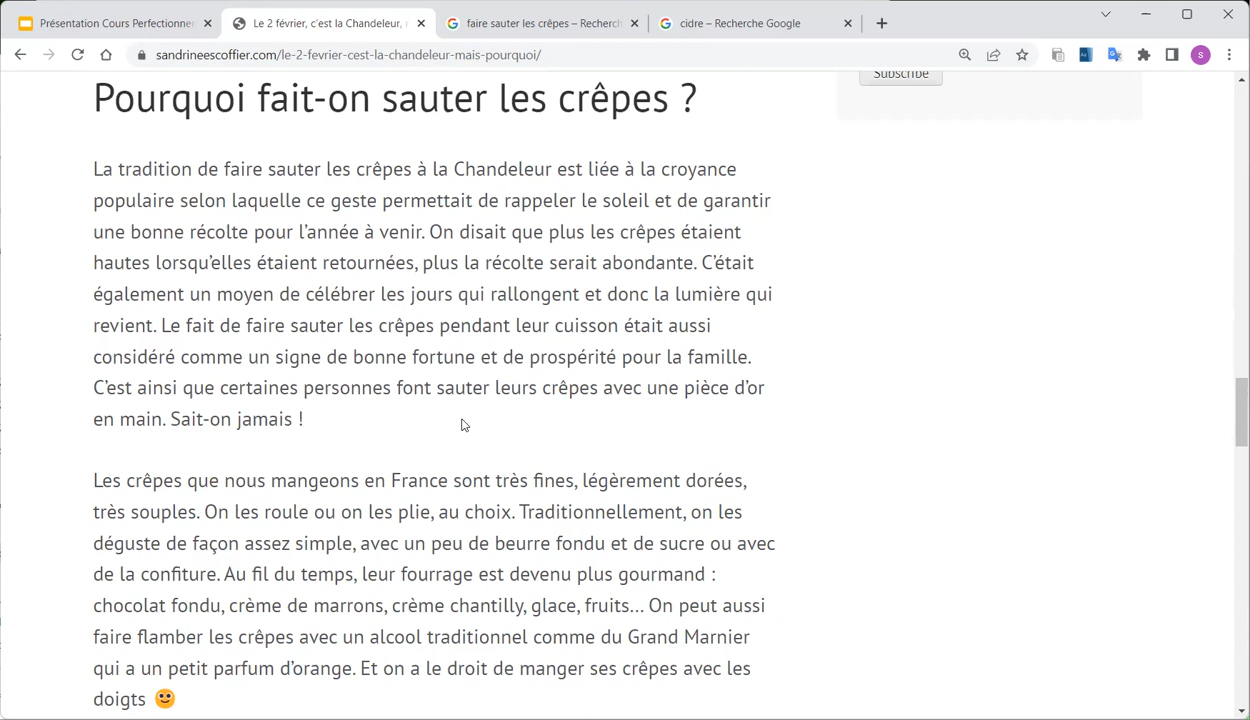 Présentation Cours Perfectionner
Le 2 février, c'est la Chandeleur,
faire sauter les crêpes – Recherch
cidre – Recherche Google
sandrineescoffier.com/le-2-fevrier-cest-la-chandeleur-mais-pourquoi/
S
Subscribe
Pourquoi fait-on sauter les crêpes ?
La tradition de faire sauter les crêpes à la Chandeleur est liée à la croyance
populaire selon laquelle ce geste permettait de rappeler le soleil et de garantir
une bonne récolte pour l'année à venir. On disait que plus les crêpes étaient
hautes lorsqu'elles étaient retournées, plus la récolte serait abondante. C'était
également un moyen de célébrer les jours qui rallongent et donc la lumière qui
revient. Le fait de faire sauter les crêpes pendant leur cuisson était aussi
considéré comme un signe de bonne fortune et de prospérité pour la famille.
C'est ainsi que certaines personnes font sauter leurs crêpes avec une pièce d'or
en main. Sait-on jamais !
Les crêpes que nous mangeons en France sont très fines, légèrement dorées,
très souples. On les roule ou on les plie, au choix. Traditionnellement, on les
déguste de façon assez simple, avec un peu de beurre fondu et de sucre ou avec
de la confiture. Au fil du temps, leur fourrage est devenu plus gourmand :
chocolat fondu, crème de marrons, crème chantilly, glace, fruits... On peut aussi
faire flamber les crêpes avec un alcool traditionnel comme du Grand Marnier
qui a un petit parfum d'orange. Et on a le droit de manger ses crêpes avec les
doigts 🙂